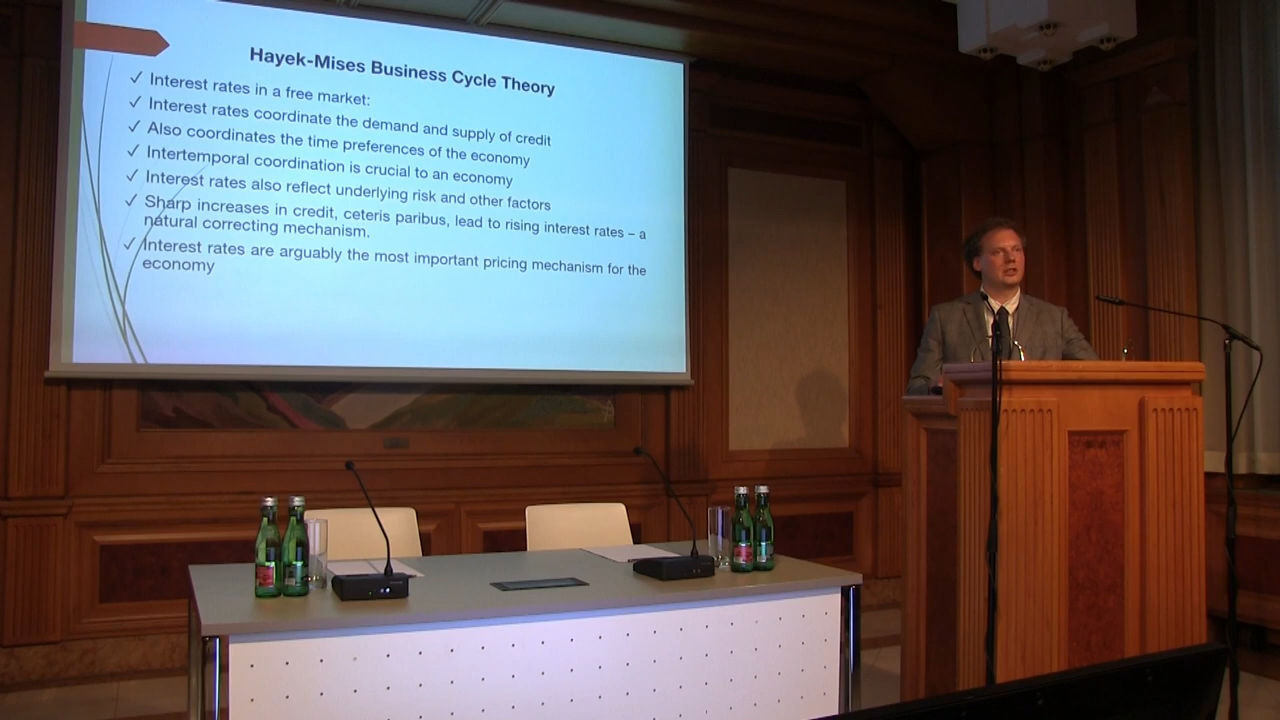 Hayek-Mises Business Cycle Theory
✓ Interest rates in a free market:
✓ Interest rates coordinate the demand and supply of credit
✓ Also coordinates the time preferences of the economy
✓ Intertemporal coordination is crucial to an economy
✓ Interest rates also reflect underlying risk and other factors
✓ Sharp increases in credit, ceteris paribus, lead to rising interest rates – a
natural correcting mechanism.
✓ Interest rates are arguably the most important pricing mechanism for the
economy